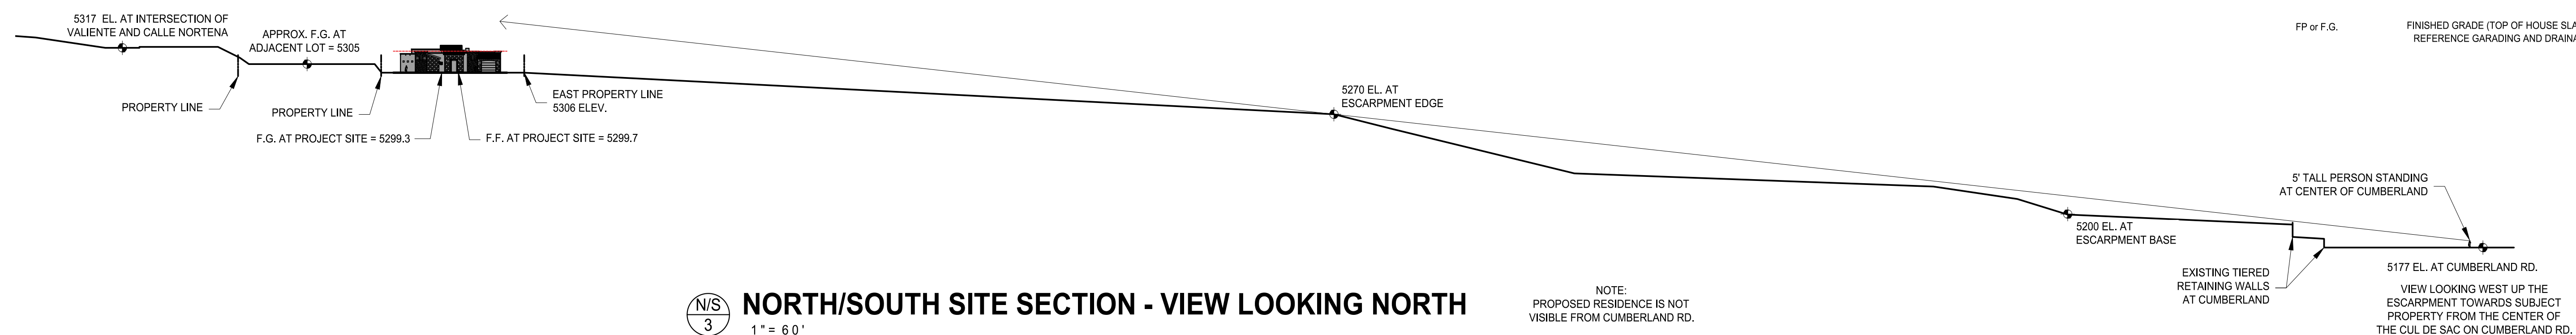 5317 EL. AT INTERSECTION OF
VALIENTE AND CALLE NORTENA
APPROX. F.G. AT
ADJACENT LOT = 5305
PROPERTY LINE
PROPERTY LINE
F.G. AT PROJECT SITE = 5299.3
F.F. AT PROJECT SITE = 5299.7
EAST PROPERTY LINE
5306 ELEV.
5270 EL. AT
ESCARPMENT EDGE
FP or F.G.
FINISHED GRADE (TOP OF HOUSE SLA
REFERENCE GARADING AND DRAINA
5' TALL PERSON STANDING
AT CENTER OF CUMBERLAND
5200 EL. AT
ESCARPMENT BASE
EXISTING TIERED
RETAINING WALLS
AT CUMBERLAND
5177 EL. AT CUMBERLAND RD.
VIEW LOOKING WEST UP THE
ESCARPMENT TOWARDS SUBJECT
PROPERTY FROM THE CENTER OF
THE CUL DE SAC ON CUMBERLAND RD.
N/S
3
NORTH/SOUTH SITE SECTION - VIEW LOOKING NORTH
1" = 60'
NOTE:
PROPOSED RESIDENCE IS NOT
VISIBLE FROM CUMBERLAND RD.